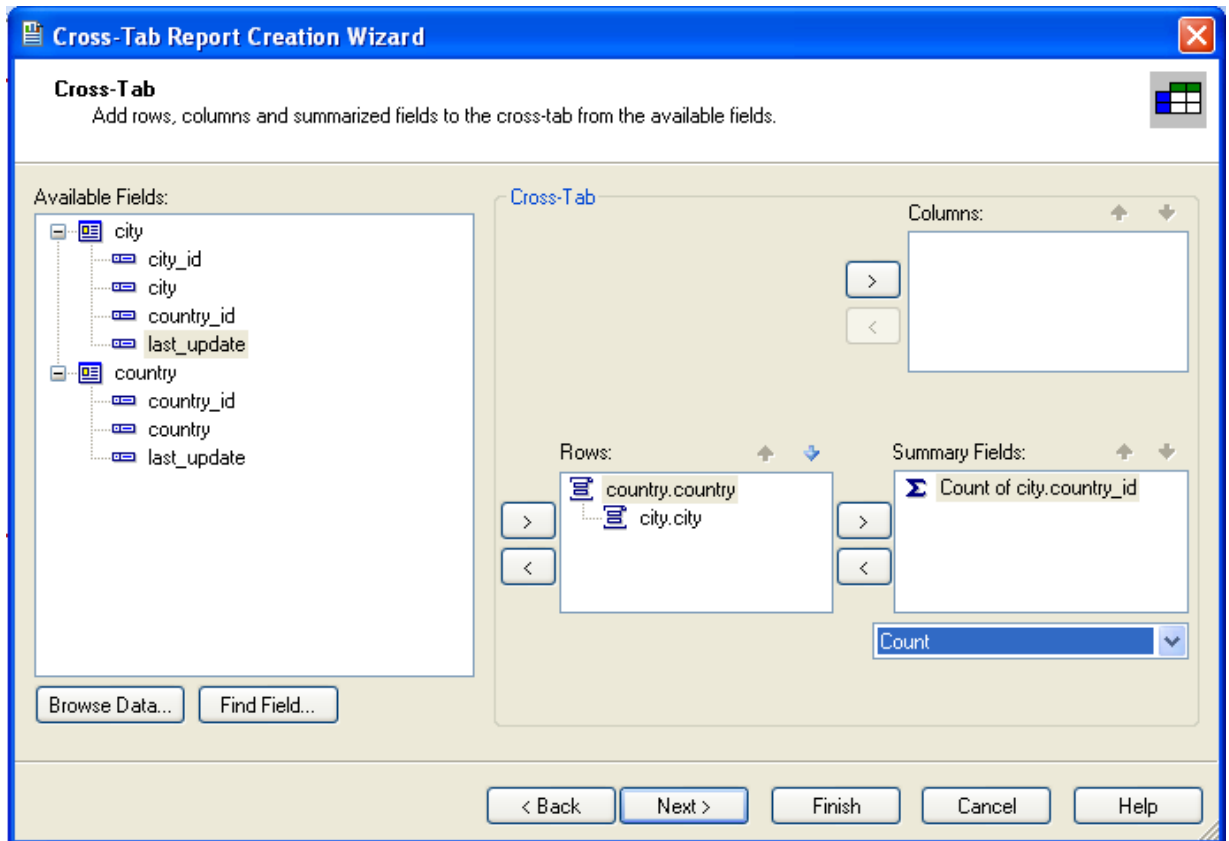 Cross-Tab Report Creation Wizard
Cross-Tab
Add rows, columns and summarized fields to the cross-tab from the available fields.
Available Fields:
city
city_id
city
country_id
last_update
country
country_id
country
last_update
Browse Data...
Find Field...
Cross-Tab
Columns:
>
<
Rows:
country.country
city.city
>
<
Summary Fields:
Σ Count of city.country_id
>
<
Count
< Back
Next >
Finish
Cancel
Help